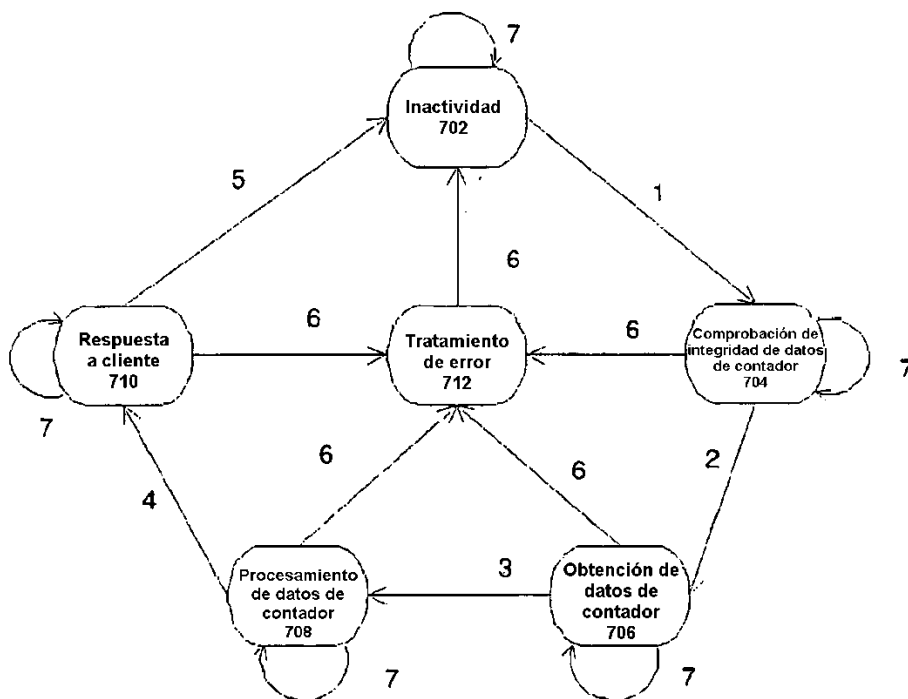 7
Inactividad
702
5
1
6
Respuesta
a cliente
710
6
Tratamiento
de error
712
6
Comprobación de
integridad de datos
de contador
704
7
7
6
6
2
4
Procesamiento
de datos de
contador
708
3
Obtención de
datos de
contador
706
7
7